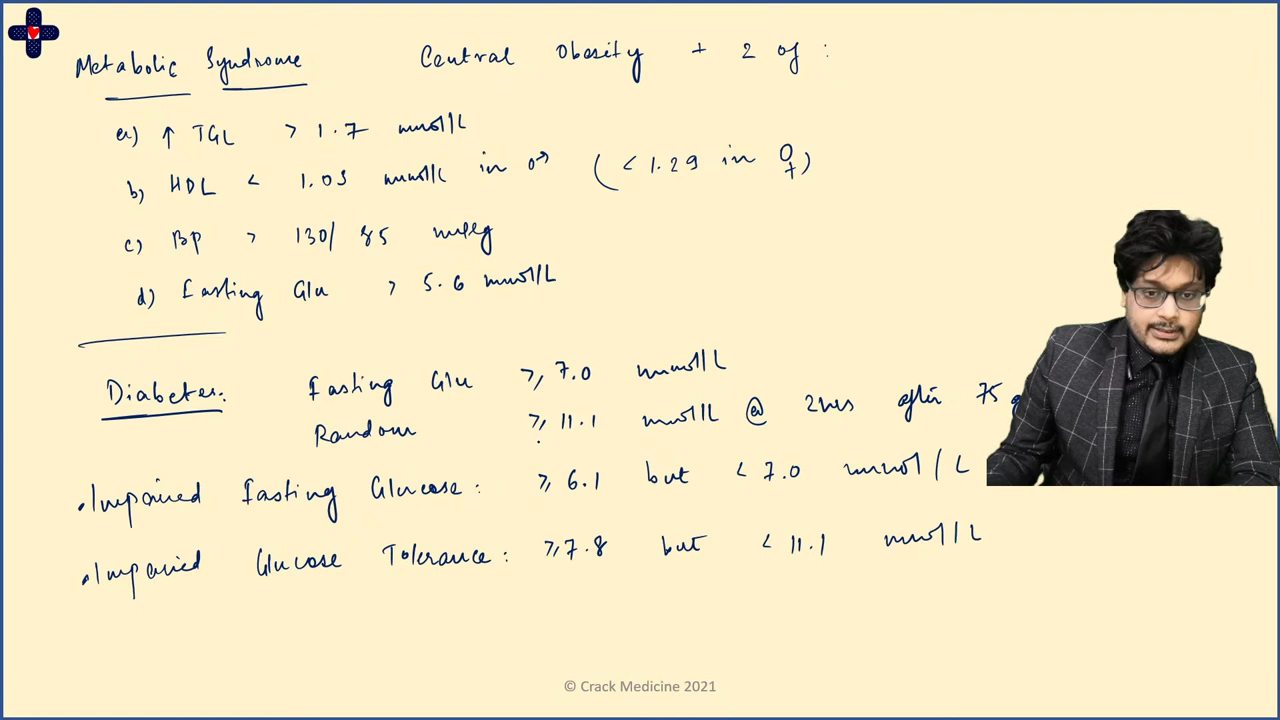 Metabolic Syndrome Central Obesity + 2 of :
a) ↑ TGL > 1.7 mmol/L
b) HDL < 1.03 mmol/L in ♂ (< 1.29 in ♀)
c) BP > 130/85 mmHg
d) Fasting Glu > 5.6 mmol/L
Diabetes: Fasting Glu ≥ 7.0 mmol/L
Random ≥ 11.1 mmol/L @ 2hrs after 75 g
• Impaired Fasting Glucose: ≥ 6.1 but < 7.0 mmol/L
• Impaired Glucose Tolerance: ≥ 7.8 but < 11.1 mmol/L
© Crack Medicine 2021